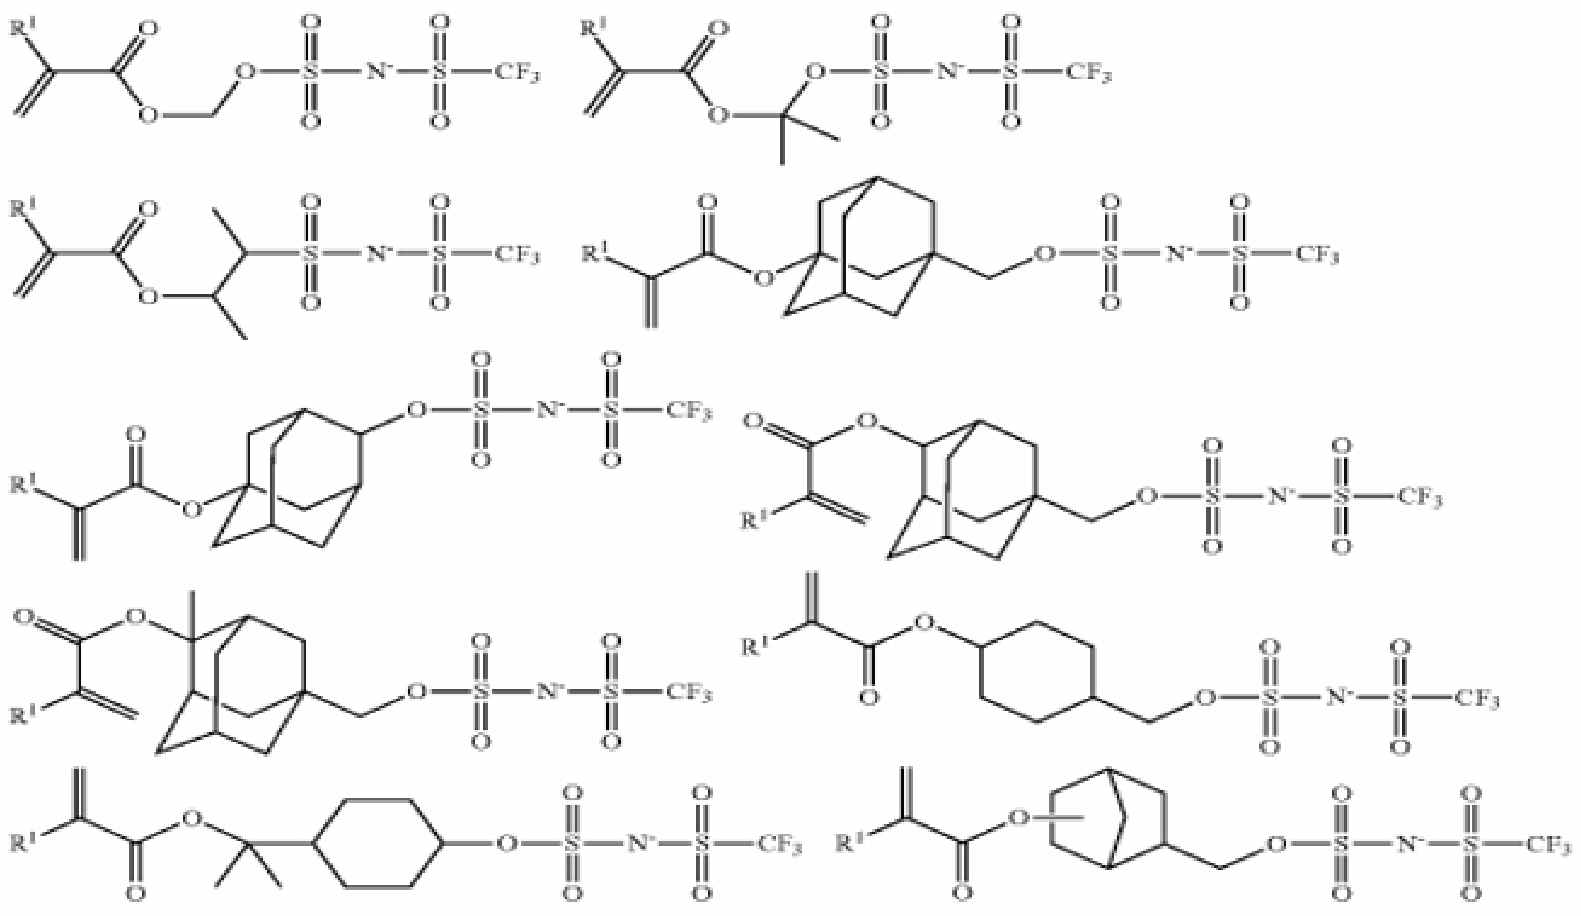 R¹ O O O R¹ O O O
O S N⁻ S CF₃ O S N⁻ S CF₃
O O O O O O
R¹ O O O O O O
S N⁻ S CF₃ R¹ O S N⁻ S CF₃
O O O O O O
O O
O S N⁻ S CF₃ O O
O O O O O
R¹ O S N⁻ S CF₃
O R¹ O O
O O O
O O R¹ O O
O S N⁻ S CF₃ O O S N⁻ S CF₃
R¹ O O O O
O O O O
O O
R¹ O S N⁻ S CF₃ R¹ O S N⁻ S CF₃
O O O O O O